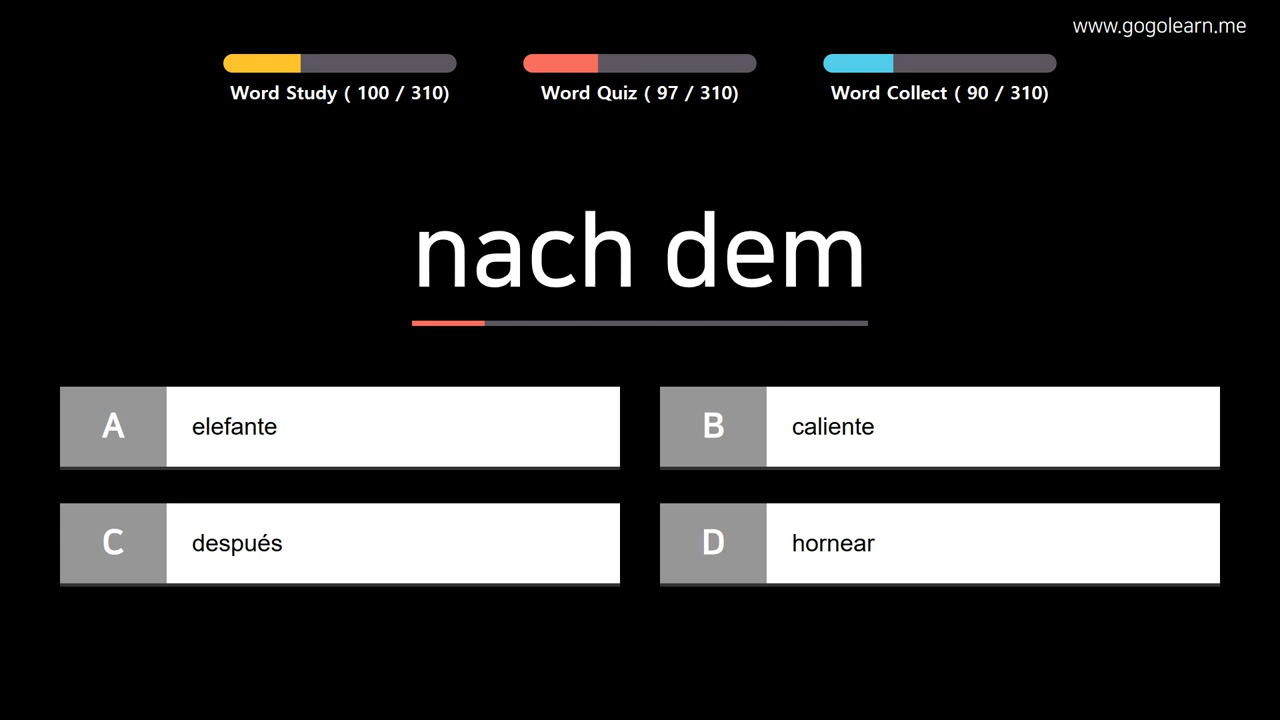 www.gogolearn.me
Word Study ( 100 / 310)
Word Quiz ( 97 / 310)
Word Collect ( 90 / 310)
nach dem
A elefante
B caliente
C después
D hornear